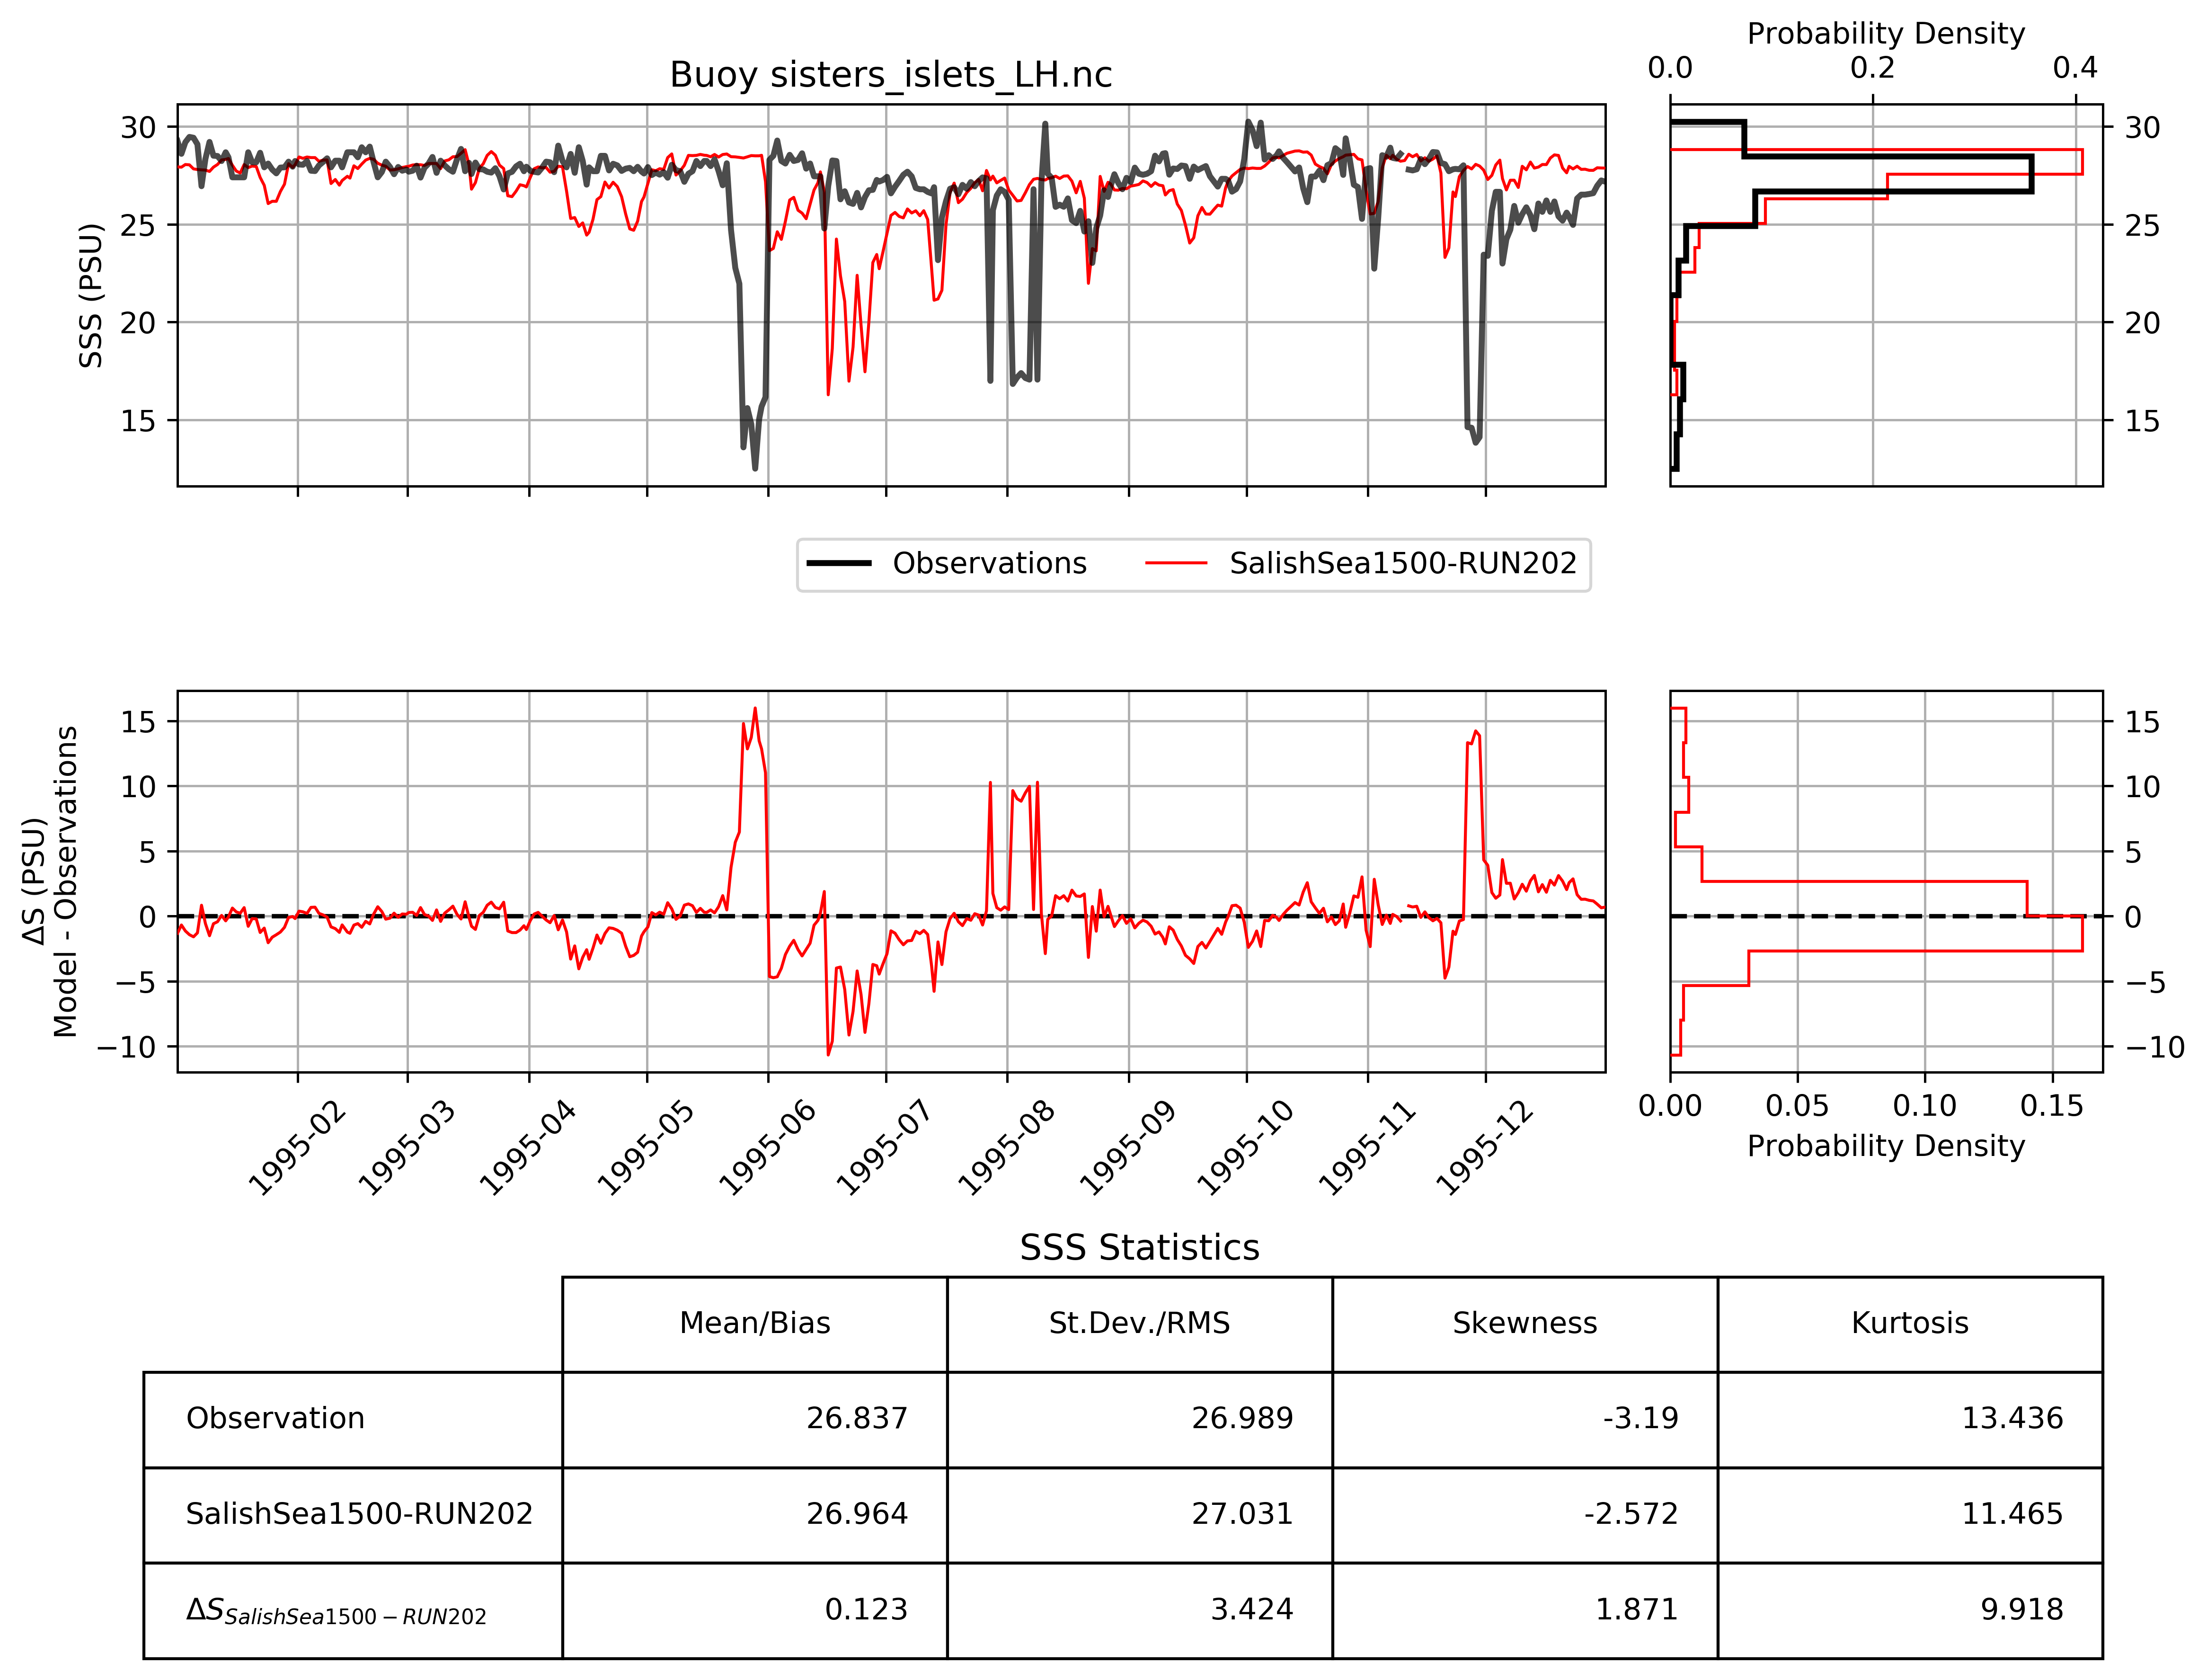 Probability Density
0.0 0.2 0.4
Buoy sisters_islets_LH.nc
30
25
20
15
SSS (PSU)
30
25
20
15
Observations SalishSea1500-RUN202
15
10
5
0
−5
−10
ΔS (PSU)
Model - Observations
15
10
5
0
−5
−10
1995-02 1995-03 1995-04 1995-05 1995-06 1995-07 1995-08 1995-09 1995-10 1995-11 1995-12
0.00 0.05 0.10 0.15
Probability Density
SSS Statistics
Mean/Bias St.Dev./RMS Skewness Kurtosis
Observation 26.837 26.989 -3.19 13.436
SalishSea1500-RUN202 26.964 27.031 -2.572 11.465
ΔS SalishSea1500−RUN202 0.123 3.424 1.871 9.918